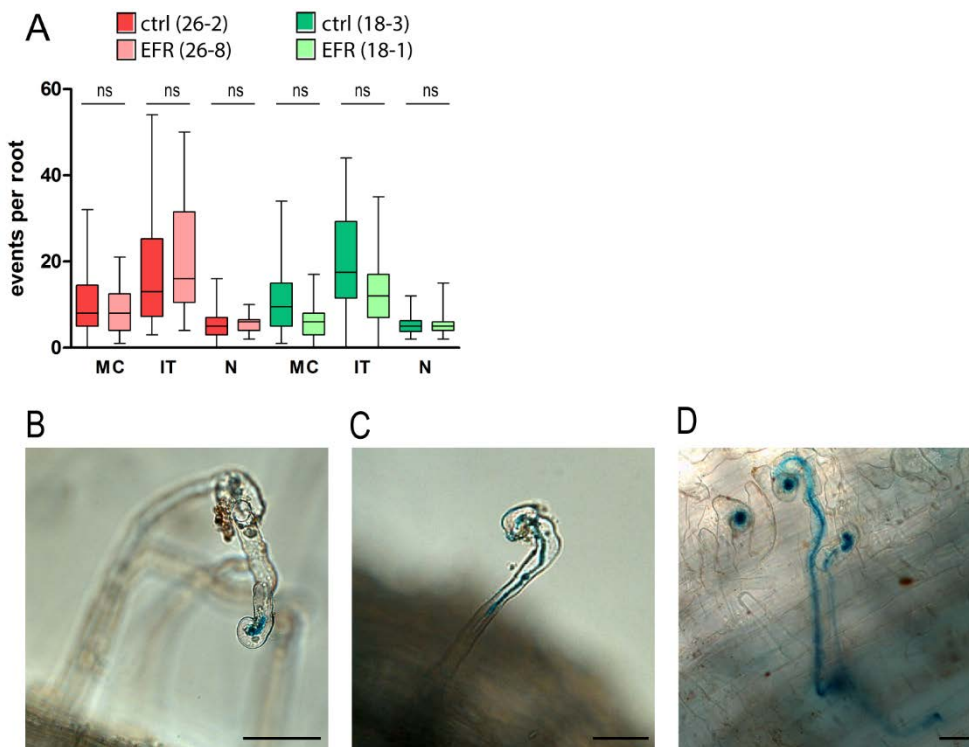 A
ctrl (26-2)
EFR (26-8)
ctrl (18-3)
EFR (18-1)
60
40
20
0
events per root
ns ns ns ns ns ns
MC IT N MC IT N
B
C
D